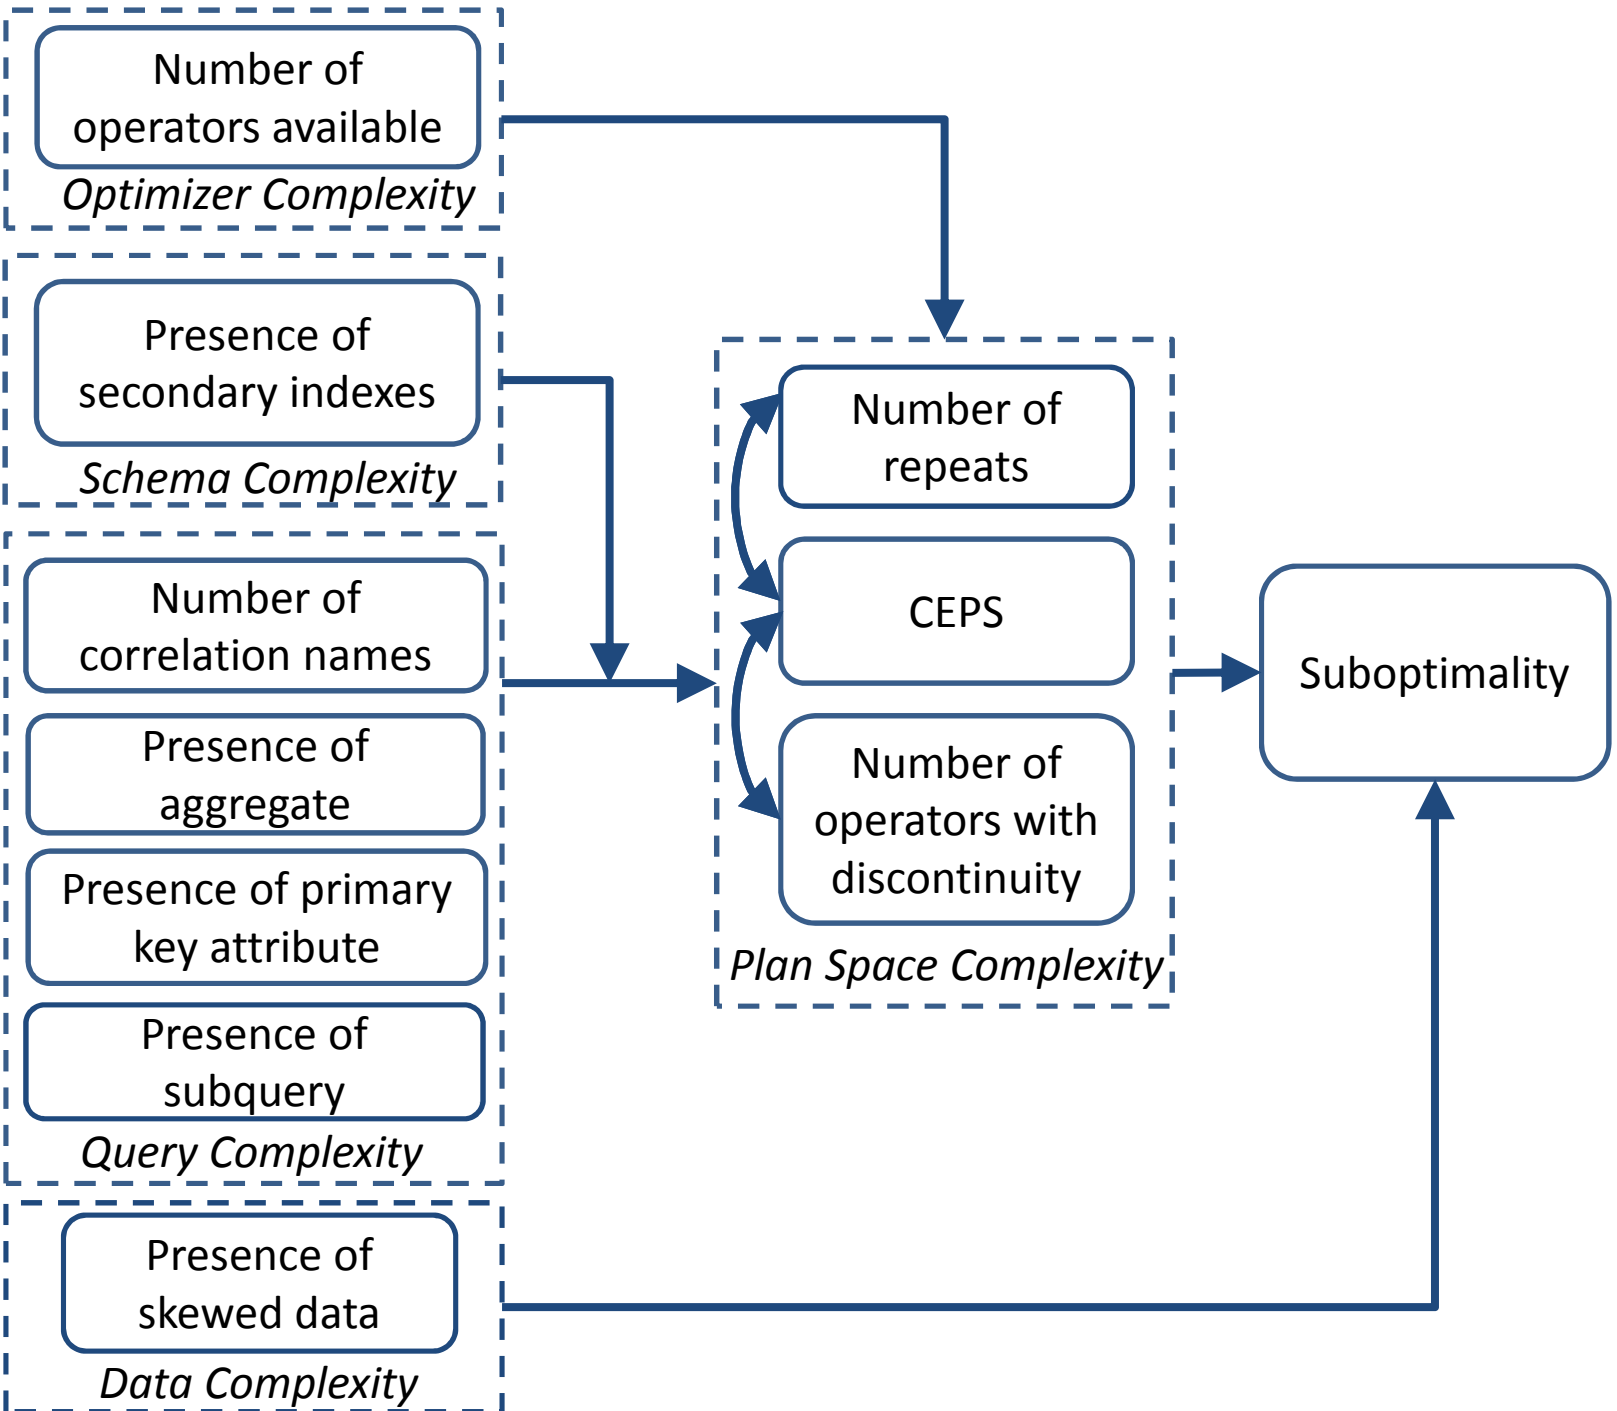 Number of
operators available
Optimizer Complexity
Presence of
secondary indexes
Schema Complexity
Number of
correlation names
Presence of
aggregate
Presence of primary
key attribute
Presence of
subquery
Query Complexity
Presence of
skewed data
Data Complexity
Number of
repeats
CEPS
Number of
operators with
discontinuity
Plan Space Complexity
Suboptimality